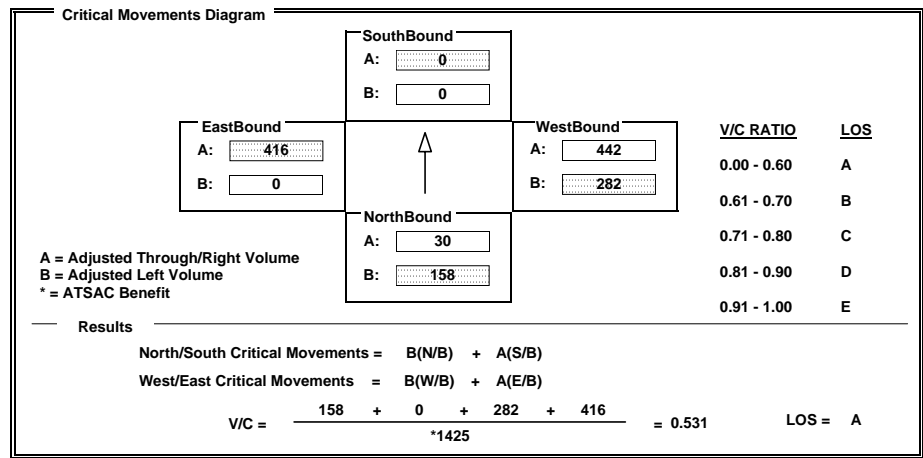 Critical Movements Diagram
SouthBound
A: 0
B: 0
EastBound
A: 416
B: 0
WestBound
A: 442
B: 282
NorthBound
A: 30
B: 158
V/C RATIO LOS
0.00 - 0.60 A
0.61 - 0.70 B
0.71 - 0.80 C
0.81 - 0.90 D
0.91 - 1.00 E
A = Adjusted Through/Right Volume
B = Adjusted Left Volume
* = ATSAC Benefit
Results
North/South Critical Movements = B(N/B) + A(S/B)
West/East Critical Movements = B(W/B) + A(E/B)
V/C = 158 + 0 + 282 + 416 = 0.531 LOS = A
*1425